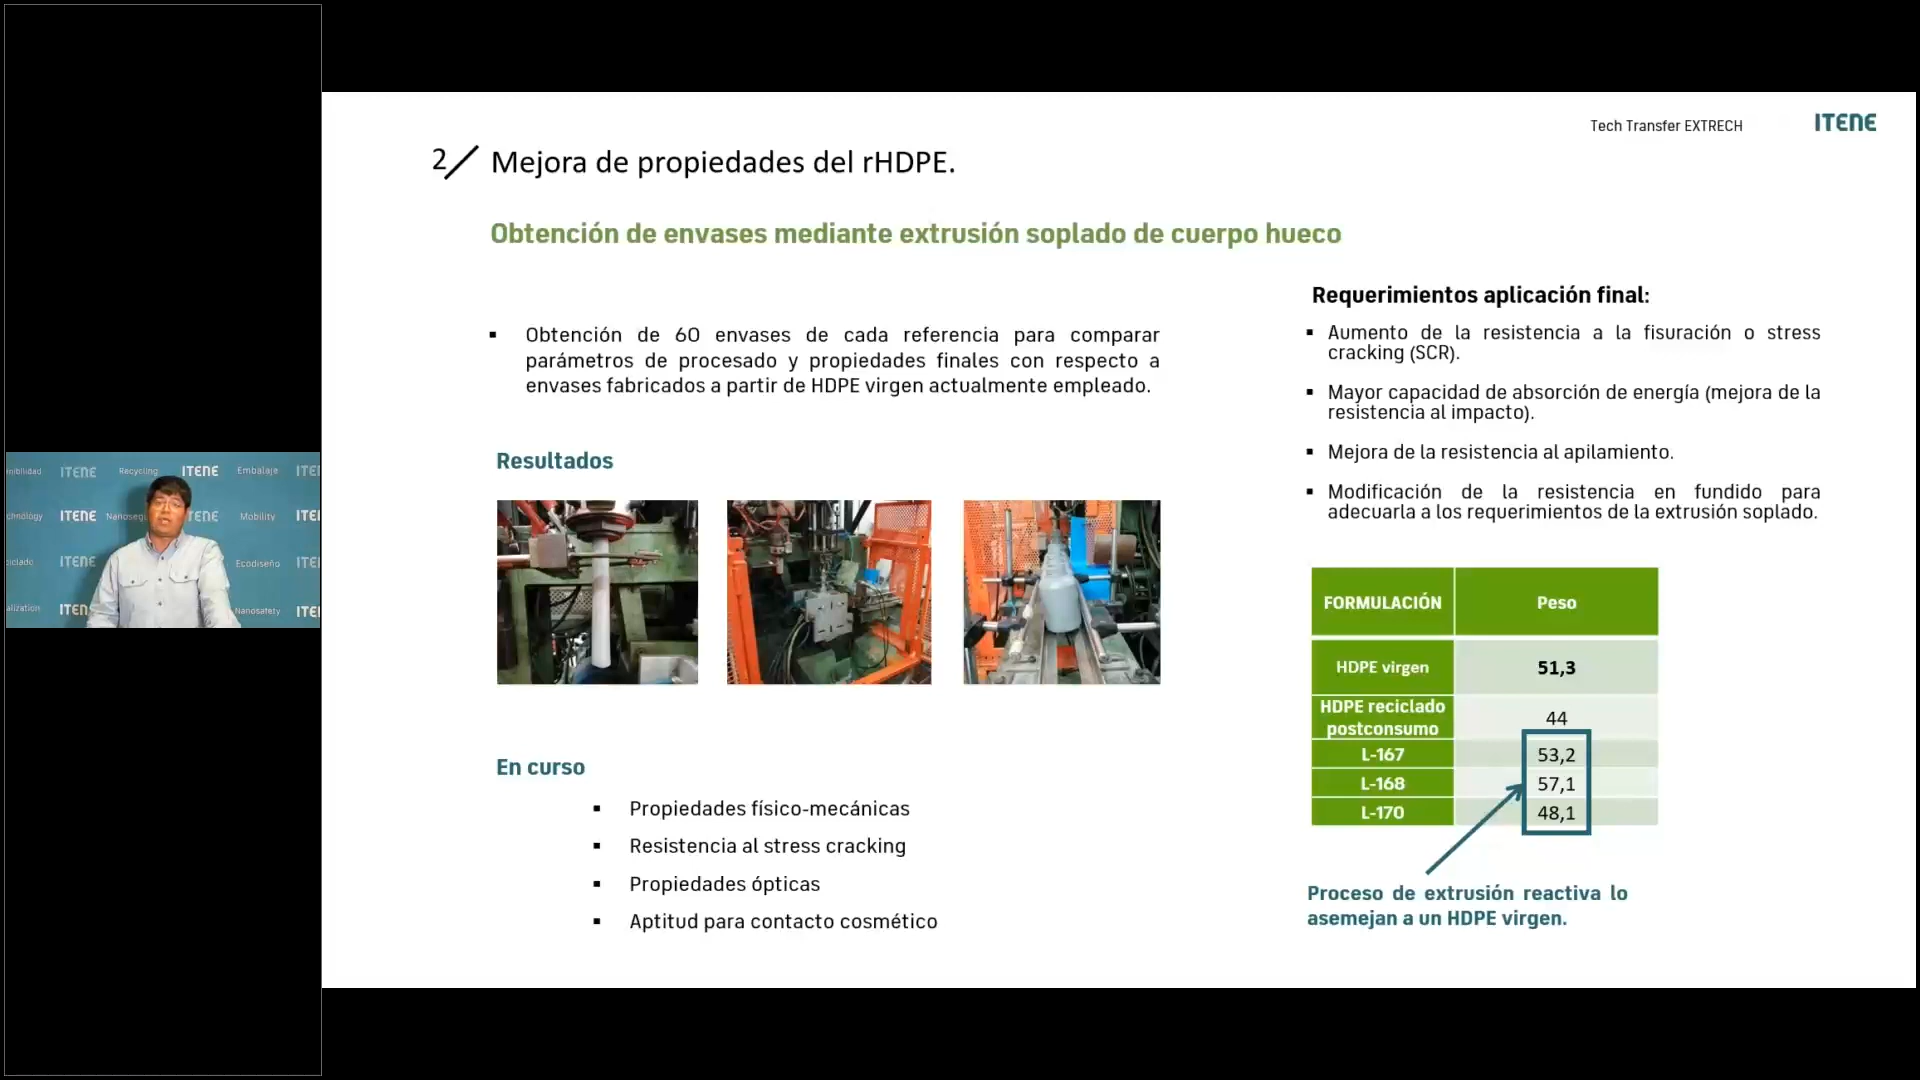 Tech Transfer EXTRECH
ITENE
2/ Mejora de propiedades del rHDPE.
Obtención de envases mediante extrusión soplado de cuerpo hueco
▪ Obtención de 60 envases de cada referencia para comparar
parámetros de procesado y propiedades finales con respecto a
envases fabricados a partir de HDPE virgen actualmente empleado.
Resultados
En curso
▪ Propiedades físico-mecánicas
▪ Resistencia al stress cracking
▪ Propiedades ópticas
▪ Aptitud para contacto cosmético
Requerimientos aplicación final:
▪ Aumento de la resistencia a la fisuración o stress
cracking (SCR).
▪ Mayor capacidad de absorción de energía (mejora de la
resistencia al impacto).
▪ Mejora de la resistencia al apilamiento.
▪ Modificación de la resistencia en fundido para
adecuarla a los requerimientos de la extrusión soplado.
FORMULACIÓN Peso
HDPE virgen 51,3
HDPE reciclado
postconsumo 44
L-167 53,2
L-168 57,1
L-170 48,1
Proceso de extrusión reactiva lo
asemejan a un HDPE virgen.
ITENE Recycling ITENE Embalaje
ITENE Mobility
ITENE Ecodiseño
Nanosafety